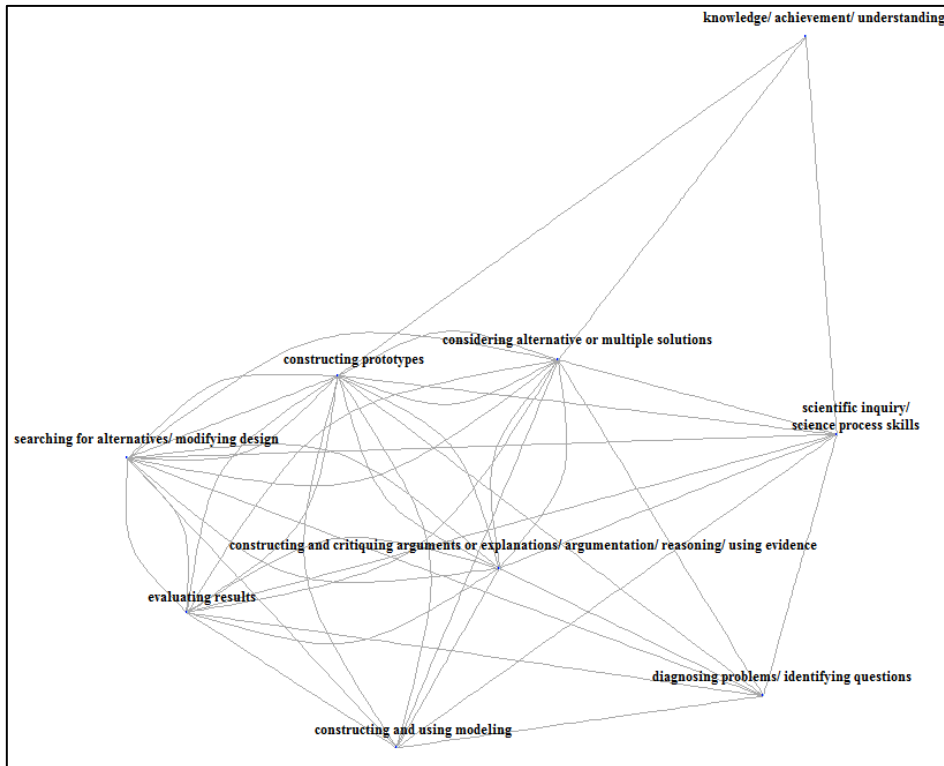 knowledge/ achievement/ understanding
considering alternative or multiple solutions
constructing prototypes
scientific inquiry/
science process skills
searching for alternatives/ modifying design
constructing and critiquing arguments or explanations/ argumentation/ reasoning/ using evidence
evaluating results
diagnosing problems/ identifying questions
constructing and using modeling